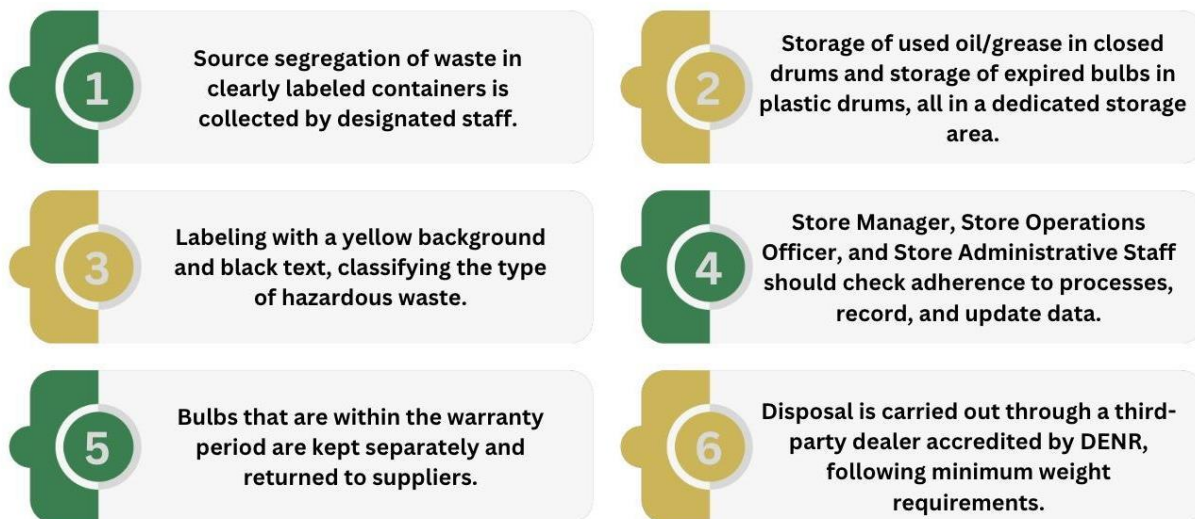 1
Source segregation of waste in
clearly labeled containers is
collected by designated staff.
2
Storage of used oil/grease in closed
drums and storage of expired bulbs in
plastic drums, all in a dedicated storage
area.
3
Labeling with a yellow background
and black text, classifying the type
of hazardous waste.
4
Store Manager, Store Operations
Officer, and Store Administrative Staff
should check adherence to processes,
record, and update data.
5
Bulbs that are within the warranty
period are kept separately and
returned to suppliers.
6
Disposal is carried out through a third-
party dealer accredited by DENR,
following minimum weight
requirements.